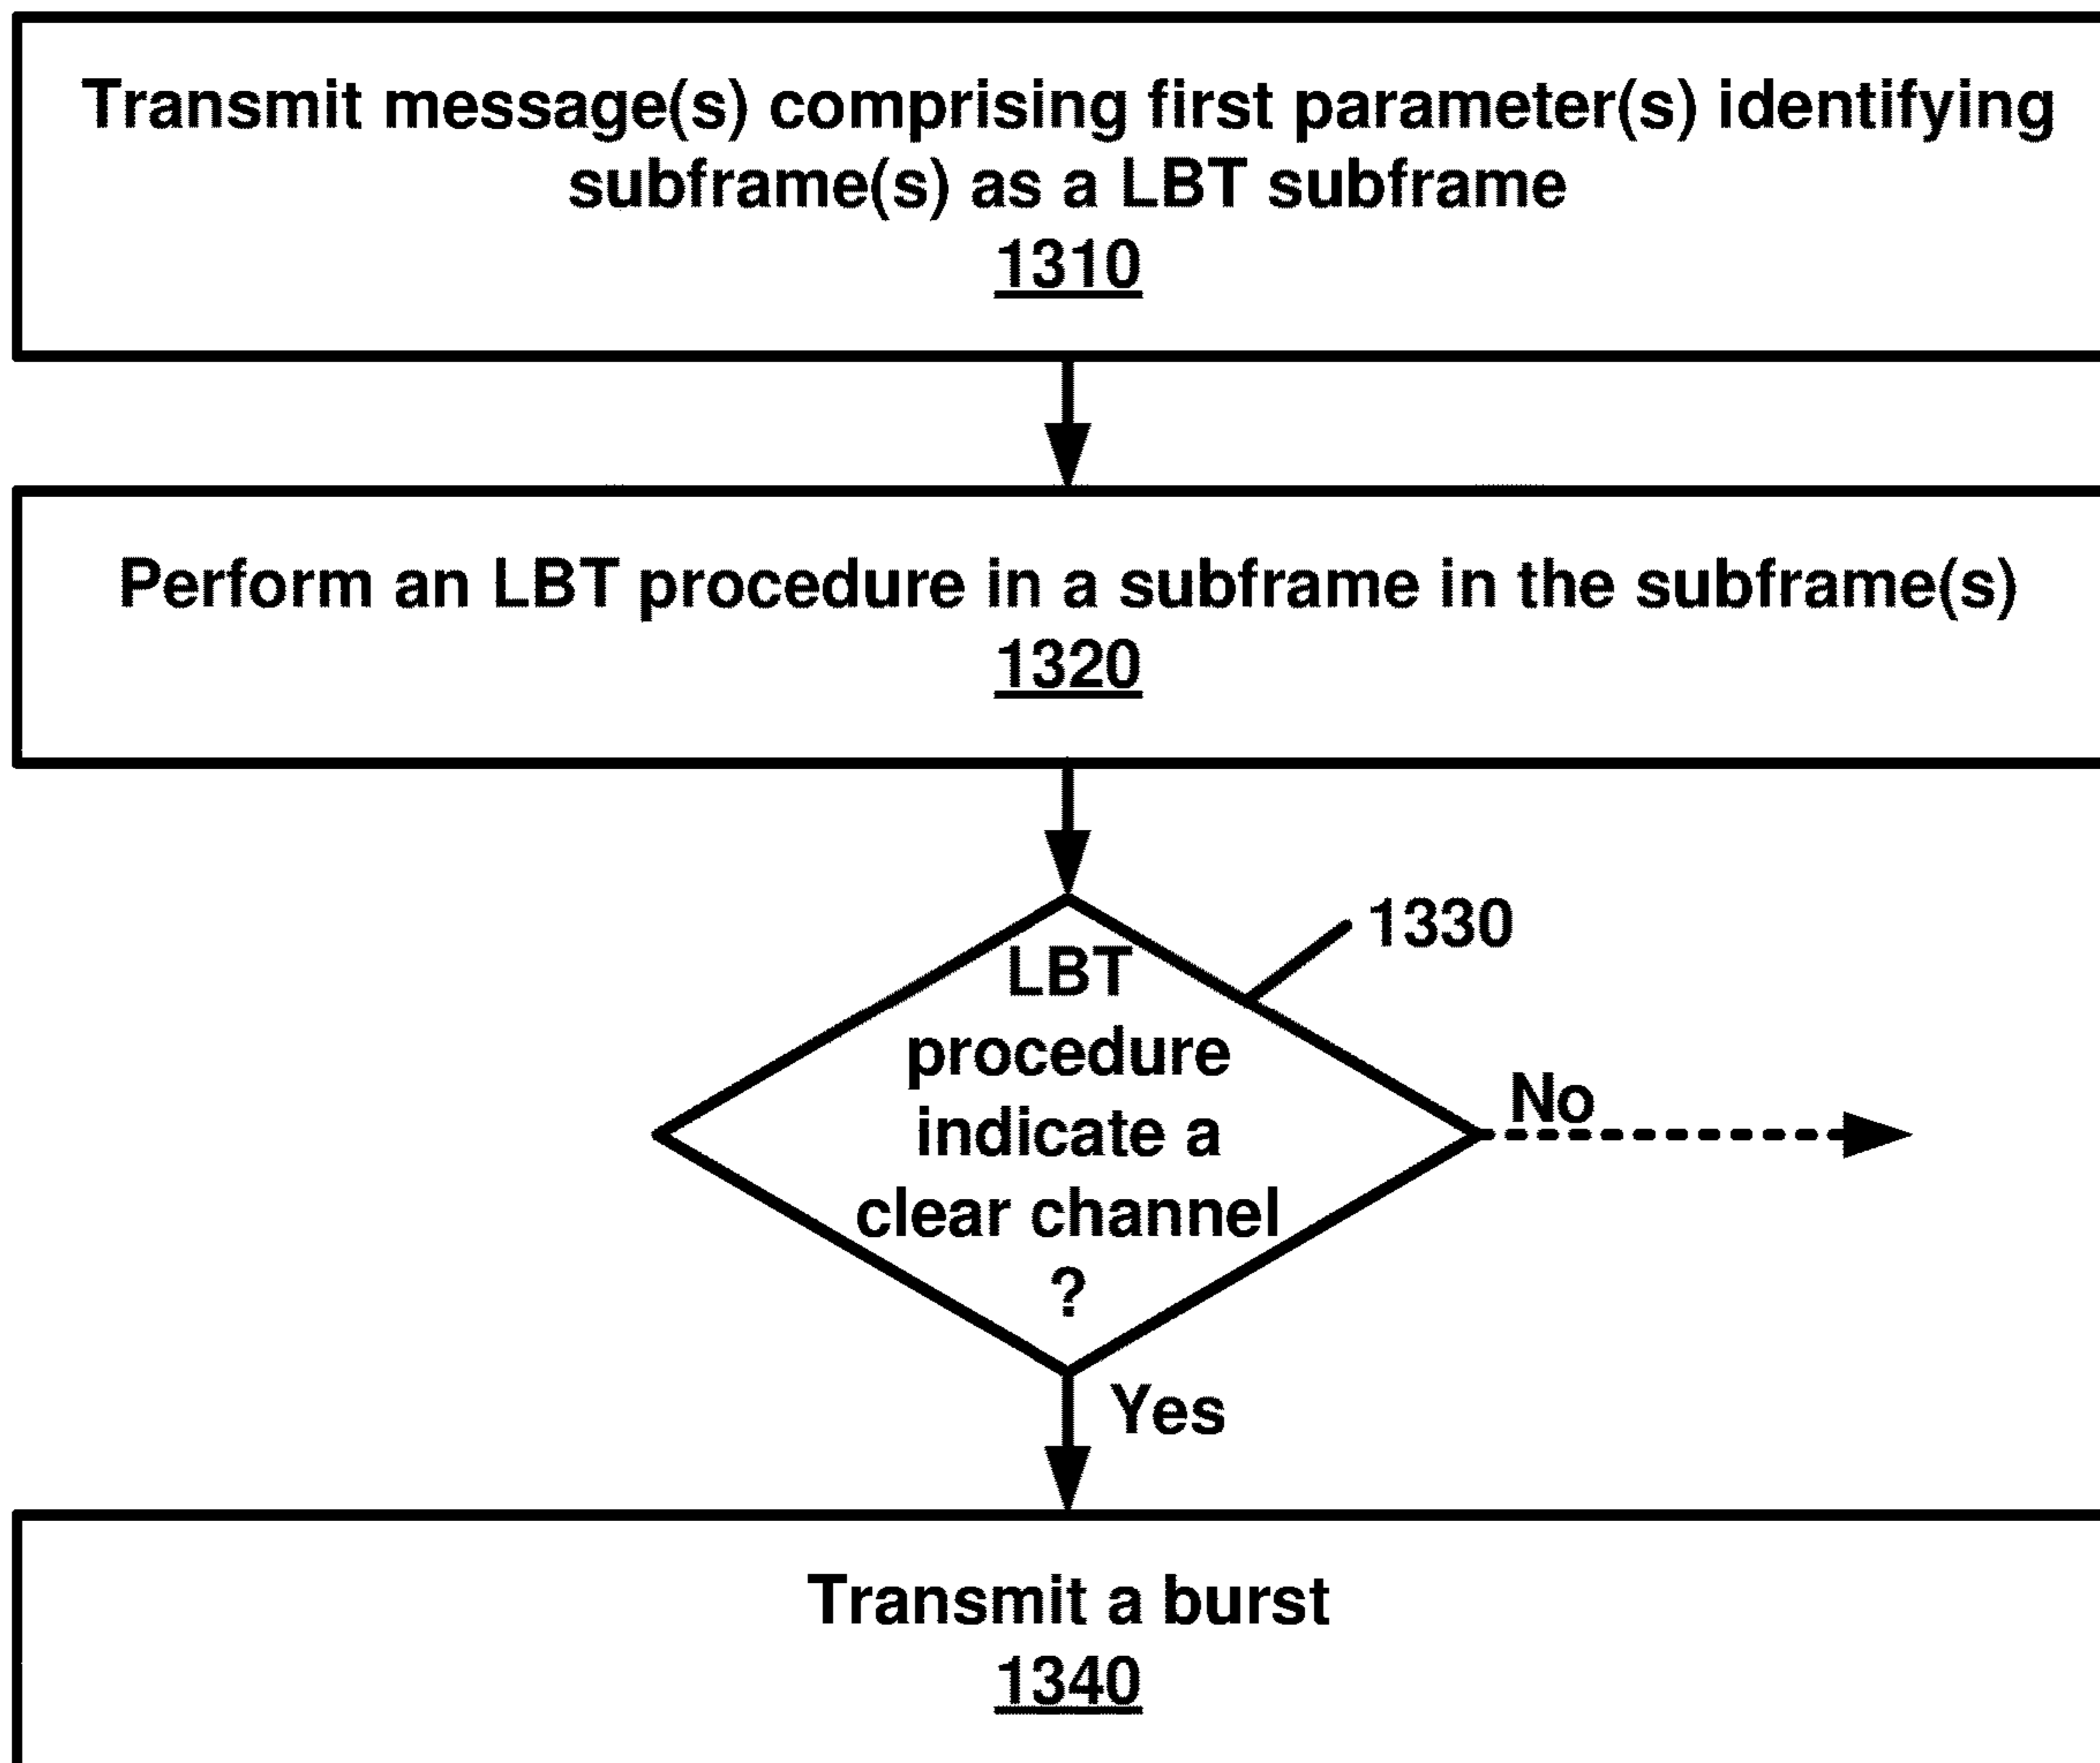 Transmit message(s) comprising first parameter(s) identifying
subframe(s) as a LBT subframe
1310
Perform an LBT procedure in a subframe in the subframe(s)
1320
1330
LBT
procedure
indicate a
clear channel
?
No
Yes
Transmit a burst
1340